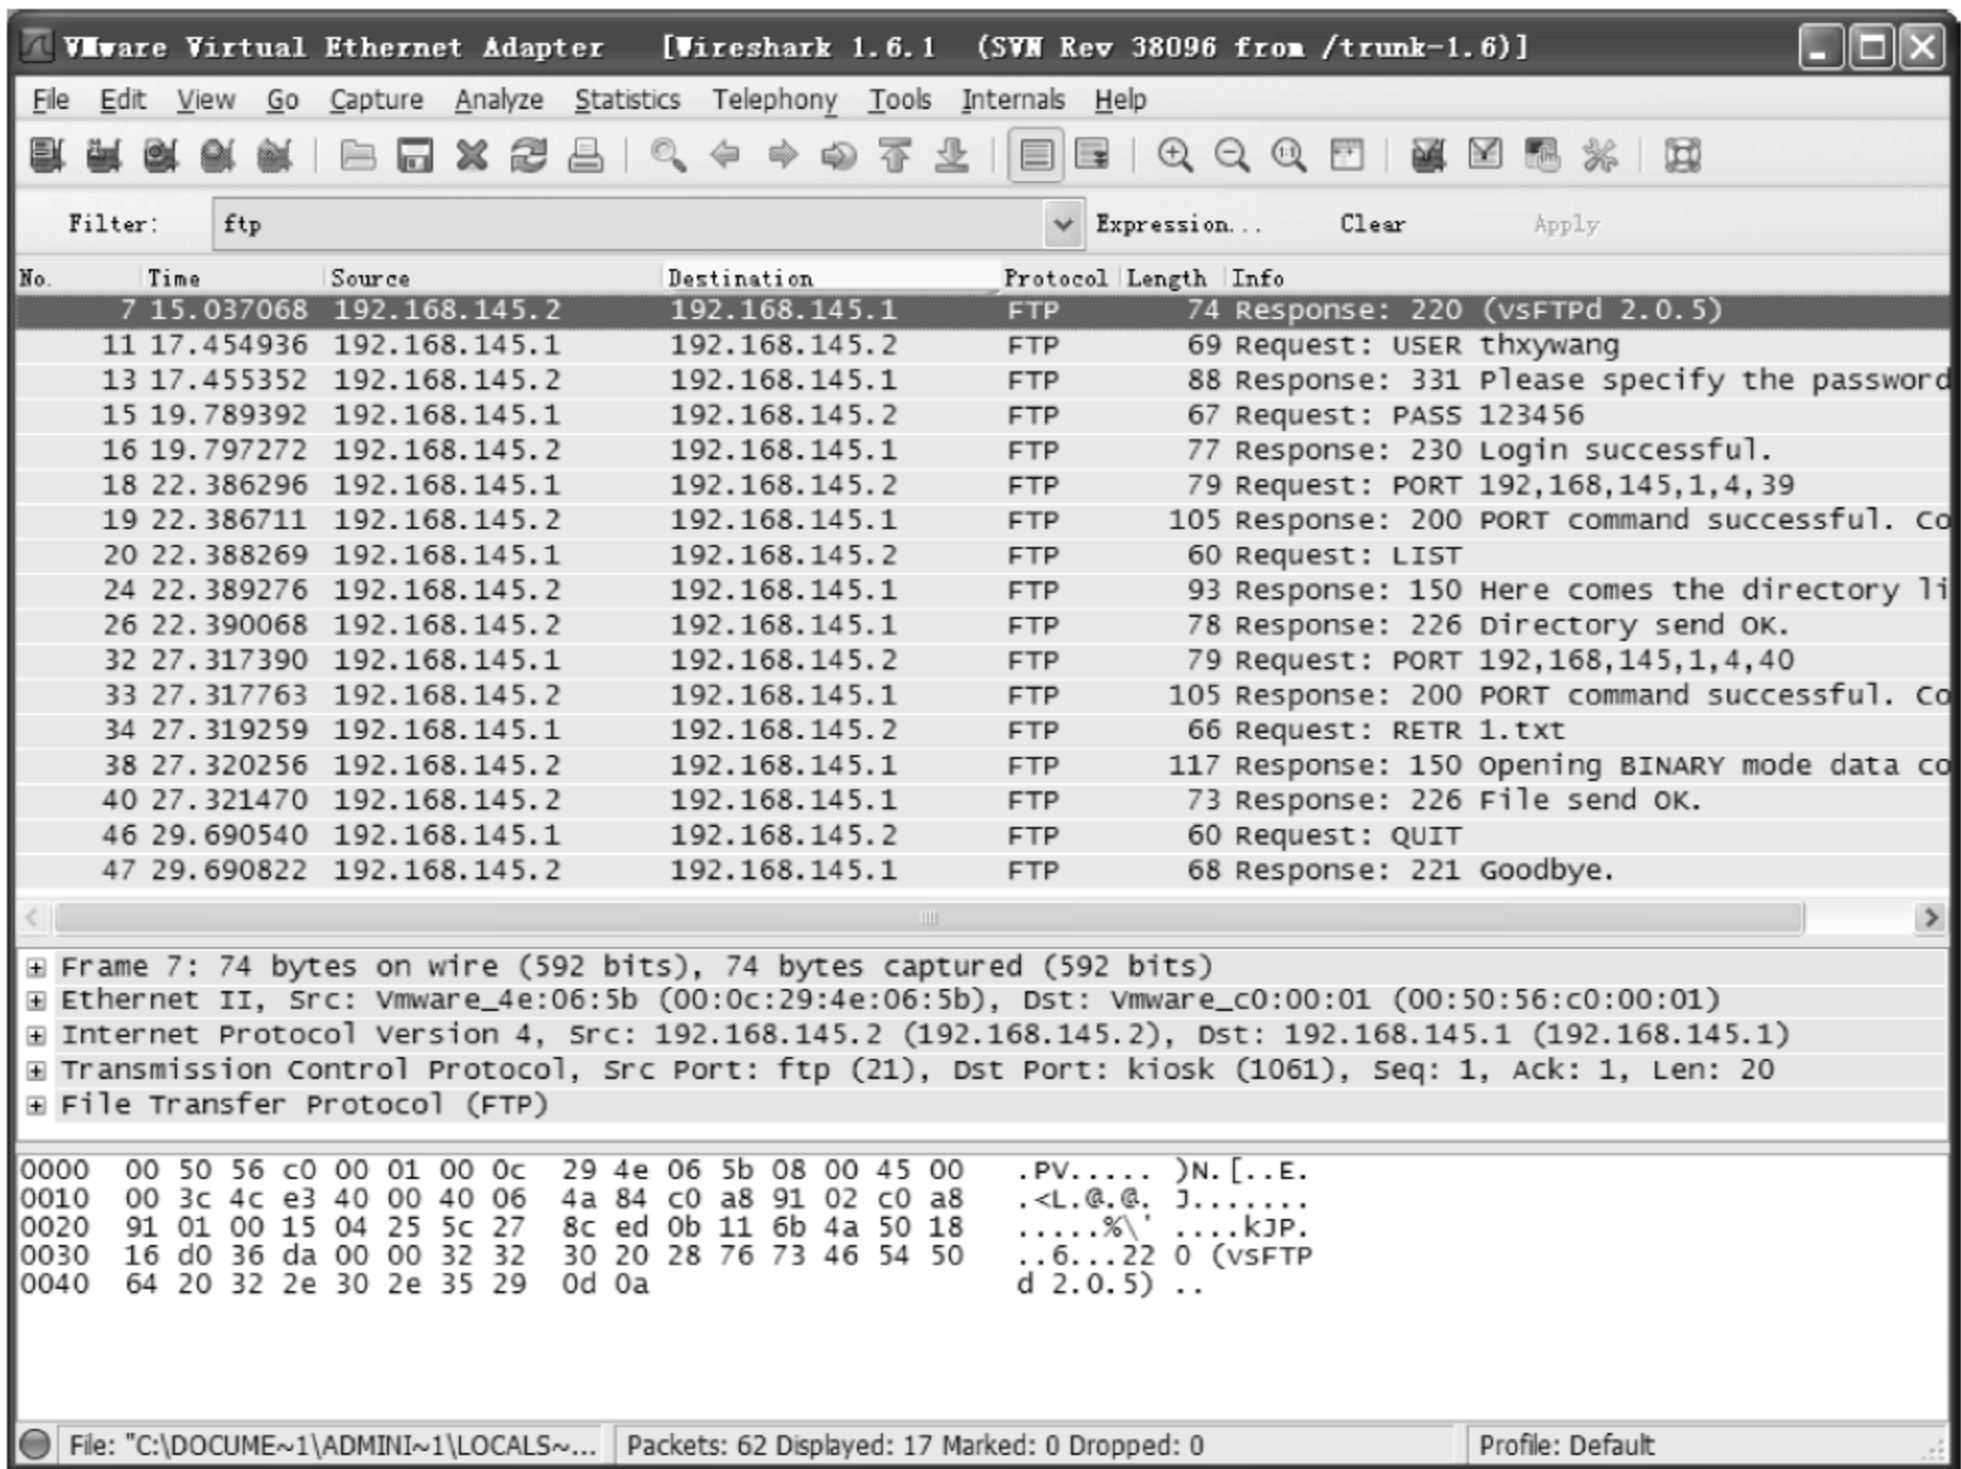 VMware Virtual Ethernet Adapter [Wireshark 1.6.1 (SVN Rev 38096 from /trunk-1.6)]
File Edit View Go Capture Analyze Statistics Telephony Tools Internals Help
Filter: ftp Expression... Clear Apply
No. Time Source Destination Protocol Length Info
7 15.037068 192.168.145.2 192.168.145.1 FTP 74 Response: 220 (vsFTPd 2.0.5)
11 17.454936 192.168.145.1 192.168.145.2 FTP 69 Request: USER thxywang
13 17.455352 192.168.145.2 192.168.145.1 FTP 88 Response: 331 Please specify the password
15 19.789392 192.168.145.1 192.168.145.2 FTP 67 Request: PASS 123456
16 19.797272 192.168.145.2 192.168.145.1 FTP 77 Response: 230 Login successful.
18 22.386296 192.168.145.1 192.168.145.2 FTP 79 Request: PORT 192,168,145,1,4,39
19 22.386711 192.168.145.2 192.168.145.1 FTP 105 Response: 200 PORT command successful. Co
20 22.388269 192.168.145.1 192.168.145.2 FTP 60 Request: LIST
24 22.389276 192.168.145.2 192.168.145.1 FTP 93 Response: 150 Here comes the directory li
26 22.390068 192.168.145.2 192.168.145.1 FTP 78 Response: 226 Directory send OK.
32 27.317390 192.168.145.1 192.168.145.2 FTP 79 Request: PORT 192,168,145,1,4,40
33 27.317763 192.168.145.2 192.168.145.1 FTP 105 Response: 200 PORT command successful. Co
34 27.319259 192.168.145.1 192.168.145.2 FTP 66 Request: RETR 1.txt
38 27.320256 192.168.145.2 192.168.145.1 FTP 117 Response: 150 Opening BINARY mode data co
40 27.321470 192.168.145.2 192.168.145.1 FTP 73 Response: 226 File send OK.
46 29.690540 192.168.145.1 192.168.145.2 FTP 60 Request: QUIT
47 29.690822 192.168.145.2 192.168.145.1 FTP 68 Response: 221 Goodbye.
Frame 7: 74 bytes on wire (592 bits), 74 bytes captured (592 bits)
Ethernet II, Src: Vmware_4e:06:5b (00:0c:29:4e:06:5b), Dst: Vmware_c0:00:01 (00:50:56:c0:00:01)
Internet Protocol Version 4, Src: 192.168.145.2 (192.168.145.2), Dst: 192.168.145.1 (192.168.145.1)
Transmission Control Protocol, Src Port: ftp (21), Dst Port: kiosk (1061), Seq: 1, Ack: 1, Len: 20
File Transfer Protocol (FTP)
0000 00 50 56 c0 00 01 00 0c 29 4e 06 5b 08 00 45 00 .PV..... )N.[..E.
0010 00 3c 4c e3 40 00 40 06 4a 84 c0 a8 91 02 c0 a8 .<L.@.@. J.......
0020 91 01 00 15 04 25 5c 27 8c ed 0b 11 6b 4a 50 18 .....%\' ....kJP.
0030 16 d0 36 da 00 00 32 32 30 20 28 76 73 46 54 50 ..6...22 0 (vsFTP
0040 64 20 32 2e 30 2e 35 29 0d 0a d 2.0.5) ..
File: "C:\DOCUME~1\ADMINI~1\LOCALS~... Packets: 62 Displayed: 17 Marked: 0 Dropped: 0 Profile: Default